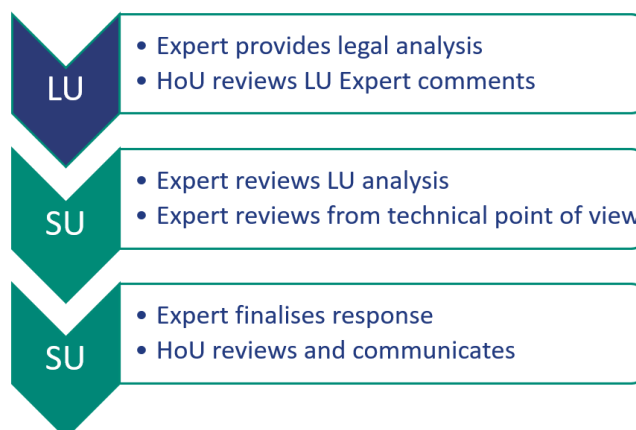 LU
• Expert provides legal analysis
• HoU reviews LU Expert comments
SU
• Expert reviews LU analysis
• Expert reviews from technical point of view
SU
• Expert finalises response
• HoU reviews and communicates